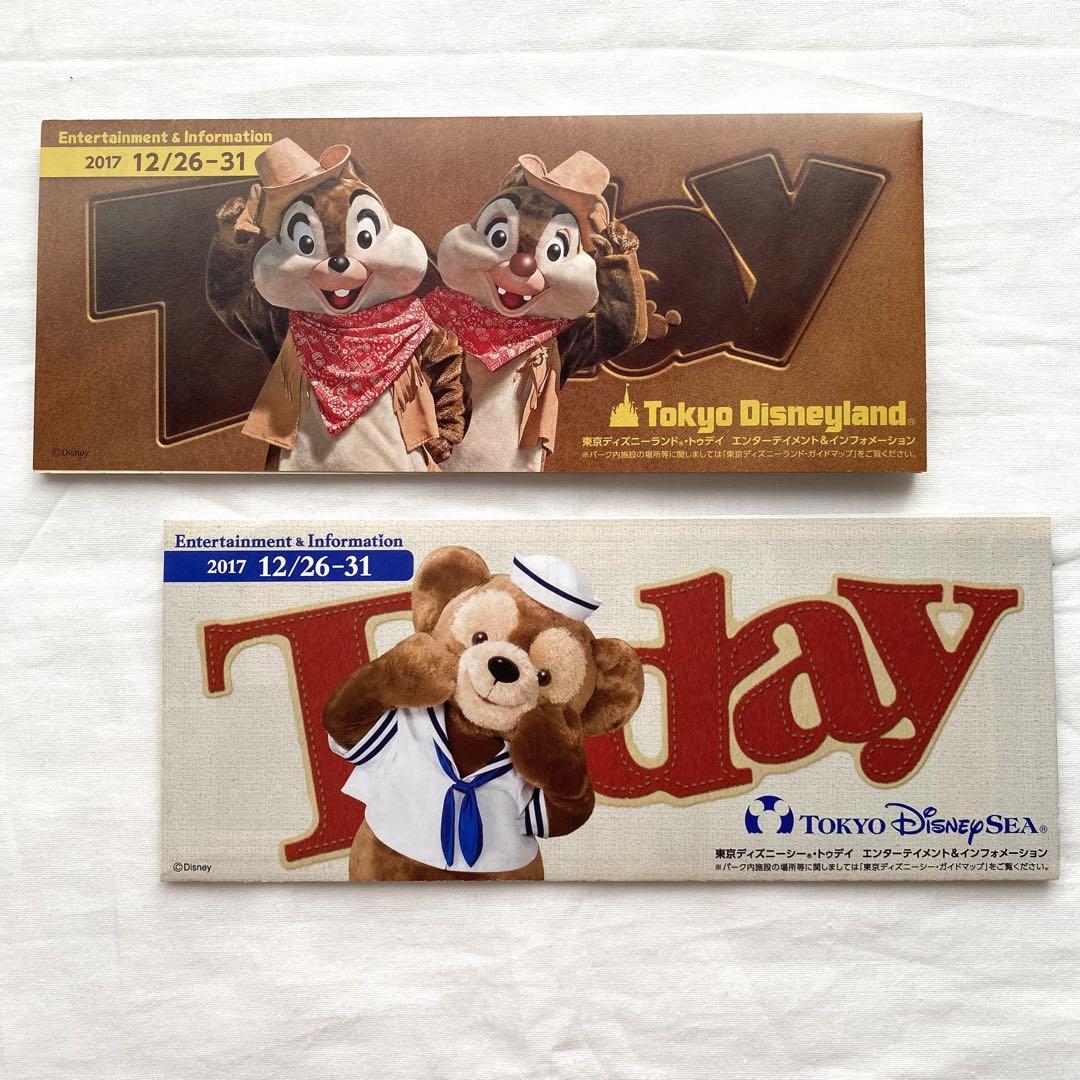 Entertainment & Information
2017 12/26-31
Today
Tokyo Disneyland®
東京ディズニーランド®・トゥデイ エンターテイメント&インフォメーション
※パーク内施設の場所等に関しましては「東京ディズニーランド・ガイドマップ」をご覧ください。
©Disney
Entertainment & Information
2017 12/26-31
Today
TOKYO DISNEYSEA®
東京ディズニーシー®・トゥデイ エンターテイメント&インフォメーション
※パーク内施設の場所等に関しましては「東京ディズニーシー・ガイドマップ」をご覧ください。
©Disney